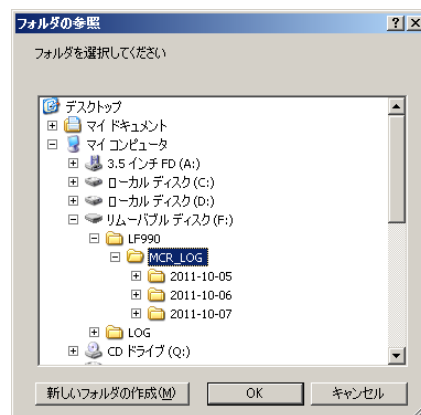 フォルダの参照
フォルダを選択してください
デスクトップ
マイ ドキュメント
マイ コンピュータ
3.5 インチ FD (A:)
ローカル ディスク (C:)
ローカル ディスク (D:)
リムーバブル ディスク (F:)
LF990
MCR_LOG
2011-10-05
2011-10-06
2011-10-07
LOG
CD ドライブ (Q:)
新しいフォルダの作成(M) OK キャンセル